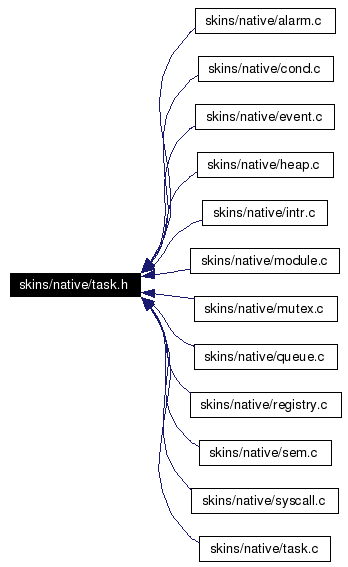 skins/native/alarm.c
skins/native/cond.c
skins/native/event.c
skins/native/heap.c
skins/native/intr.c
skins/native/module.c
skins/native/task.h
skins/native/mutex.c
skins/native/queue.c
skins/native/registry.c
skins/native/sem.c
skins/native/syscall.c
skins/native/task.c